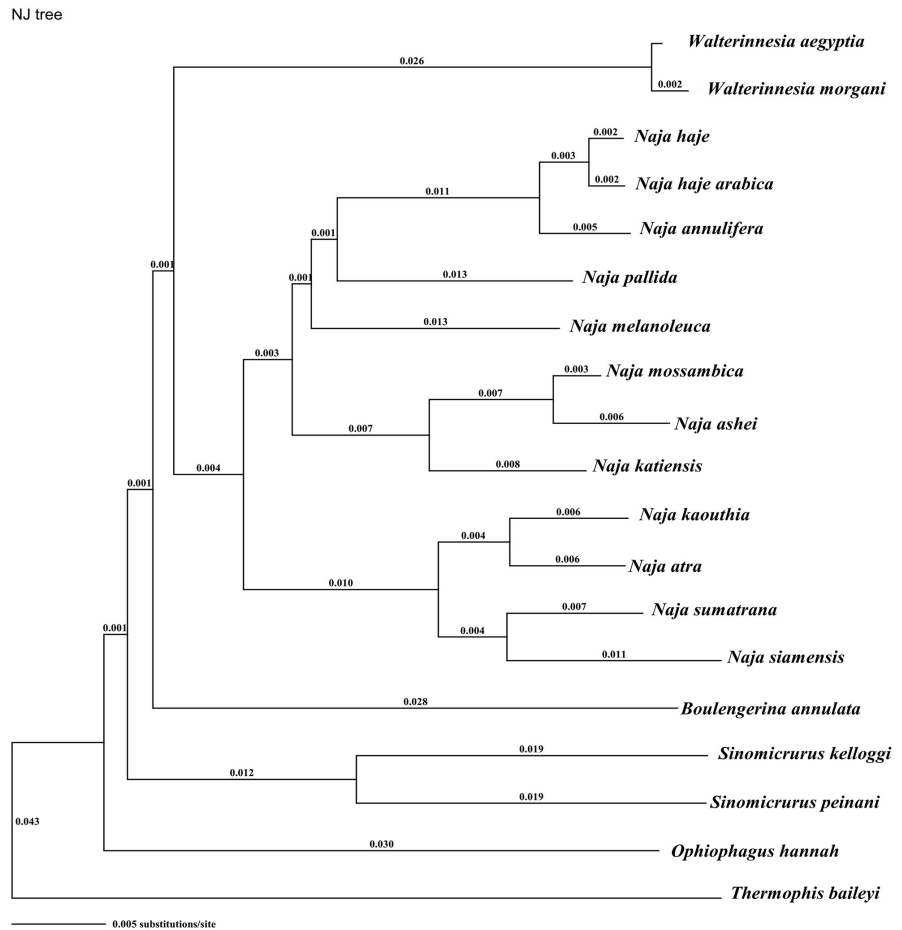 NJ tree
Walterinnesia aegyptia
0.026
0.002
Walterinnesia morgani
0.002
Naja haje
0.003
0.002
Naja haje arabica
0.011
0.005
Naja annulifera
0.001
0.013
Naja pallida
0.001
0.001
0.013
Naja melanoleuca
0.003
0.003
Naja mossambica
0.007
0.006
Naja ashei
0.007
0.008
Naja katiensis
0.004
0.001
0.006
Naja kaouthia
0.004
0.006
Naja atra
0.010
0.007
Naja sumatrana
0.004
0.001
0.011
Naja siamensis
0.028
Boulengerina annulata
0.019
Sinomicrurus kelloggi
0.012
0.019
Sinomicrurus peinani
0.043
0.030
Ophiophagus hannah
Thermophis baileyi
0.005 substitutions/site